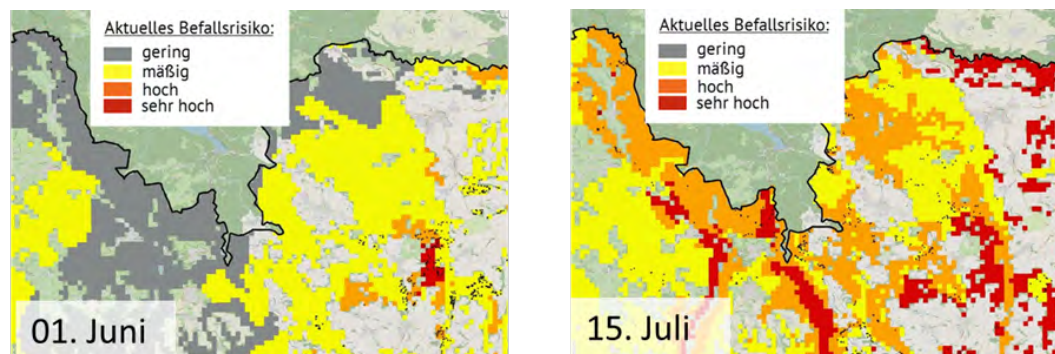 Aktuelles Befallsrisiko:
gering
mäßig
hoch
sehr hoch
01. Juni
Aktuelles Befallsrisiko:
gering
mäßig
hoch
sehr hoch
15. Juli